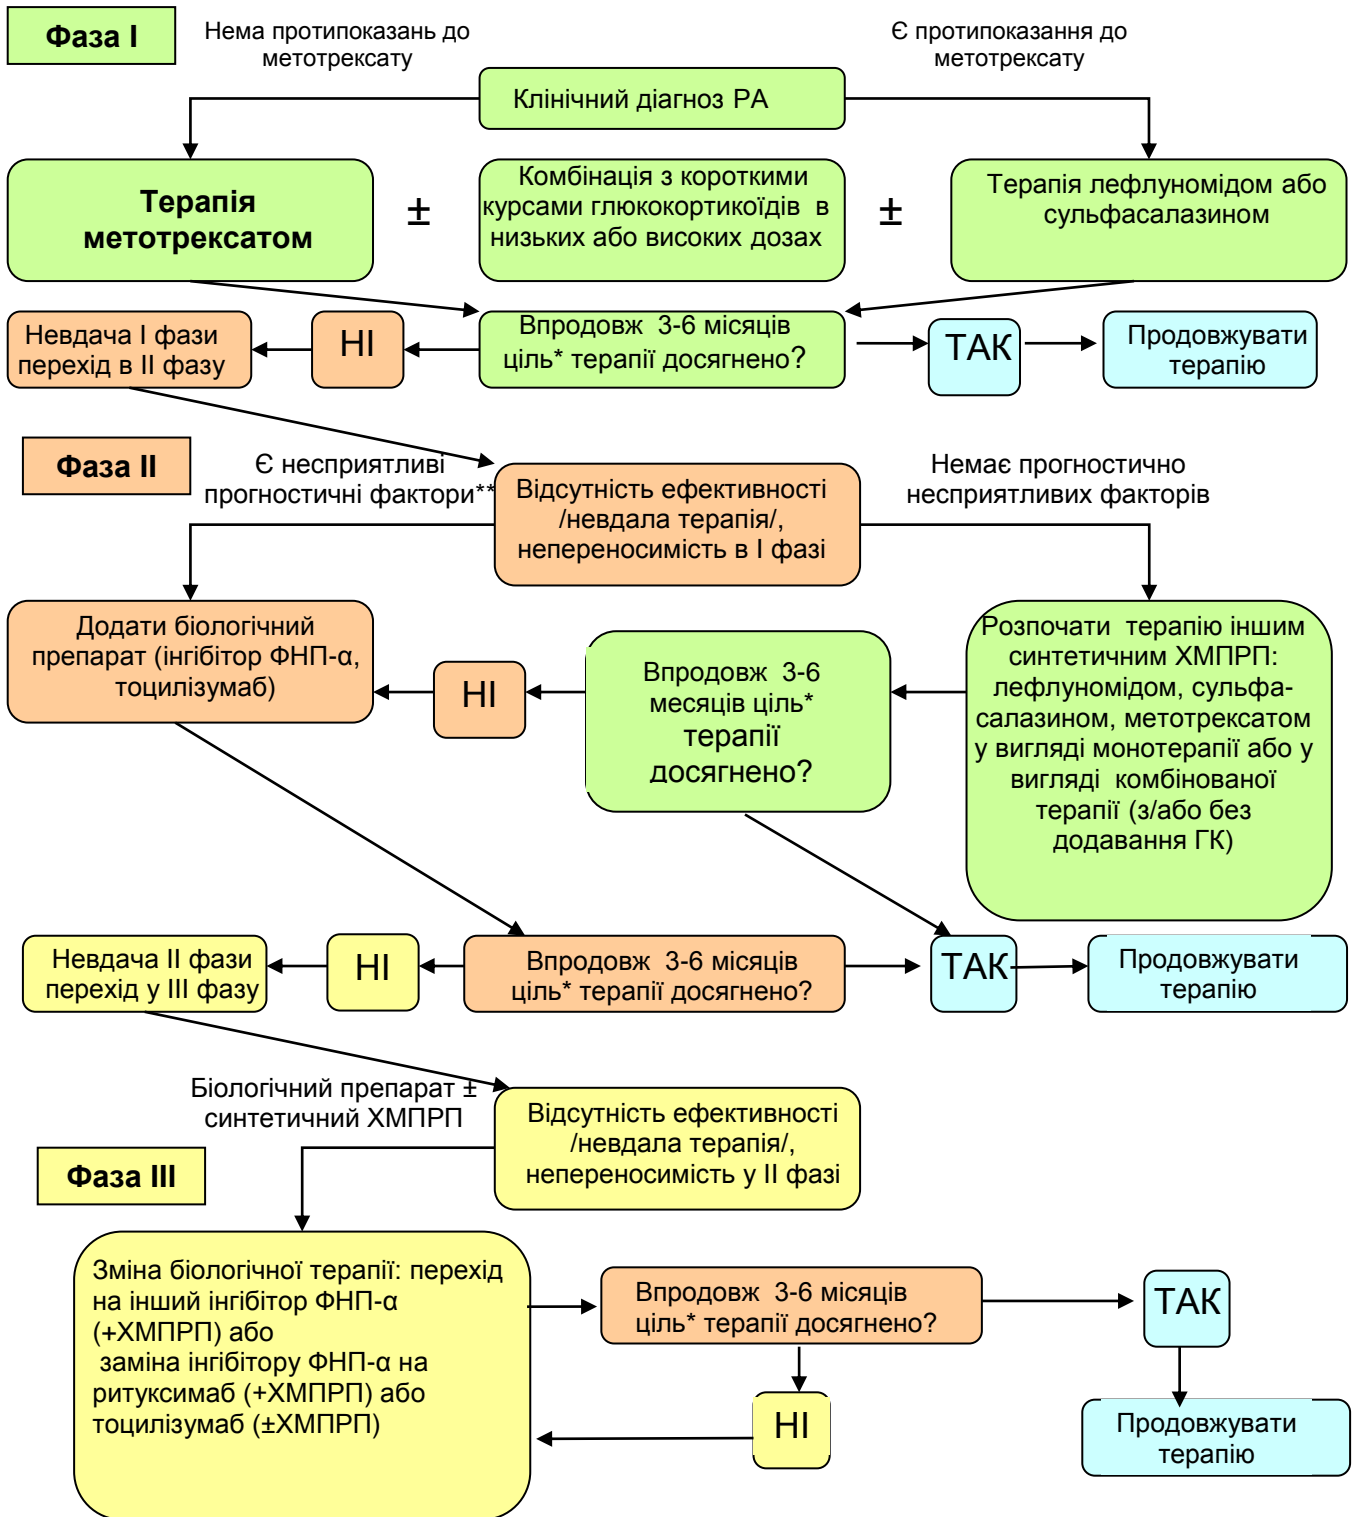 Фаза I
Нема протипоказань до
метотрексату
Є протипоказання до
метотрексату
Клінічний діагноз РА
Терапія
метотрексатом
±
Комбінація з короткими
курсами глюкокортикоїдів в
низьких або високих дозах
±
Терапія лефлуномідом або
сульфасалазином
Невдача I фази
перехід в II фазу
НІ
Впродовж 3-6 місяців
ціль* терапії досягнено?
ТАК
Продовжувати
терапію
Фаза II
Є несприятливі
прогностичні фактори**
Відсутність ефективності
/невдала терапія/,
непереносимість в I фазі
Немає прогностично
несприятливих факторів
Додати біологічний
препарат (інгібітор ФНП-α,
тоцилізумаб)
НІ
Впродовж 3-6
месяців ціль*
терапії
досягнено?
Розпочати терапію іншим
синтетичним ХМПРП:
лефлуномідом, сульфа-
салазином, метотрексатом
у вигляді монотерапії або у
вигляді комбінованої
терапії (з/або без
додавання ГК)
Невдача II фази
перехід у III фазу
НІ
Впродовж 3-6 місяців
ціль* терапії досягнено?
ТАК
Продовжувати
терапію
Біологічний препарат ±
синтетичний ХМПРП
Відсутність ефективності
/невдала терапія/,
непереносимість у II фазі
Фаза III
Зміна біологічної терапії: перехід
на інший інгібітор ФНП-α
(+ХМПРП) або
заміна інгібітору ФНП-α на
ритуксимаб (+ХМПРП) або
тоцилізумаб (±ХМПРП)
Впродовж 3-6 місяців
ціль* терапії досягнено?
ТАК
НІ
Продовжувати
терапію